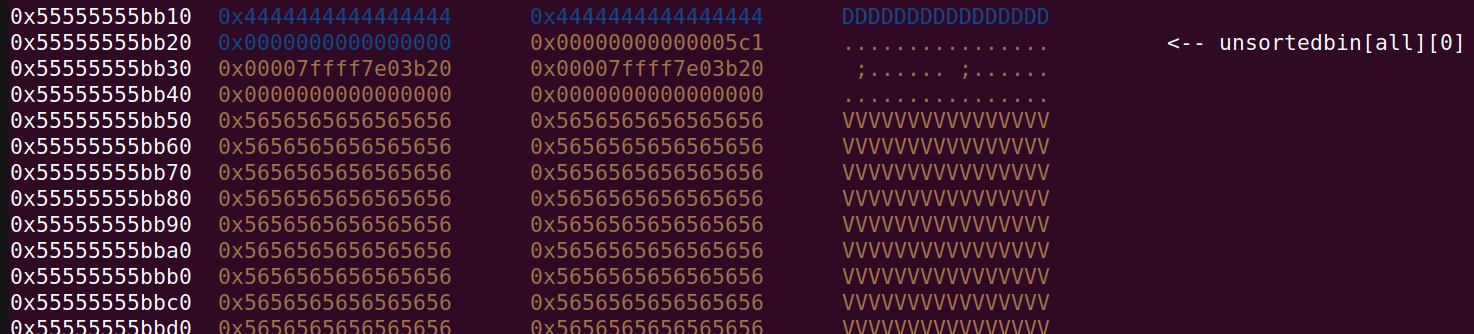 0x55555555bb10 0x4444444444444444 0x4444444444444444 DDDDDDDDDDDDDDDD
0x55555555bb20 0x0000000000000000 0x00000000000005c1 ................ <-- unsortedbin[all][0]
0x55555555bb30 0x00007ffff7e03b20 0x00007ffff7e03b20 ;...... ;......
0x55555555bb40 0x0000000000000000 0x0000000000000000 ................
0x55555555bb50 0x5656565656565656 0x5656565656565656 VVVVVVVVVVVVVVVV
0x55555555bb60 0x5656565656565656 0x5656565656565656 VVVVVVVVVVVVVVVV
0x55555555bb70 0x5656565656565656 0x5656565656565656 VVVVVVVVVVVVVVVV
0x55555555bb80 0x5656565656565656 0x5656565656565656 VVVVVVVVVVVVVVVV
0x55555555bb90 0x5656565656565656 0x5656565656565656 VVVVVVVVVVVVVVVV
0x55555555bba0 0x5656565656565656 0x5656565656565656 VVVVVVVVVVVVVVVV
0x55555555bbb0 0x5656565656565656 0x5656565656565656 VVVVVVVVVVVVVVVV
0x55555555bbc0 0x5656565656565656 0x5656565656565656 VVVVVVVVVVVVVVVV
0x55555555bbd0 0x5656565656565656 0x5656565656565656 VVVVVVVVVVVVVVVV